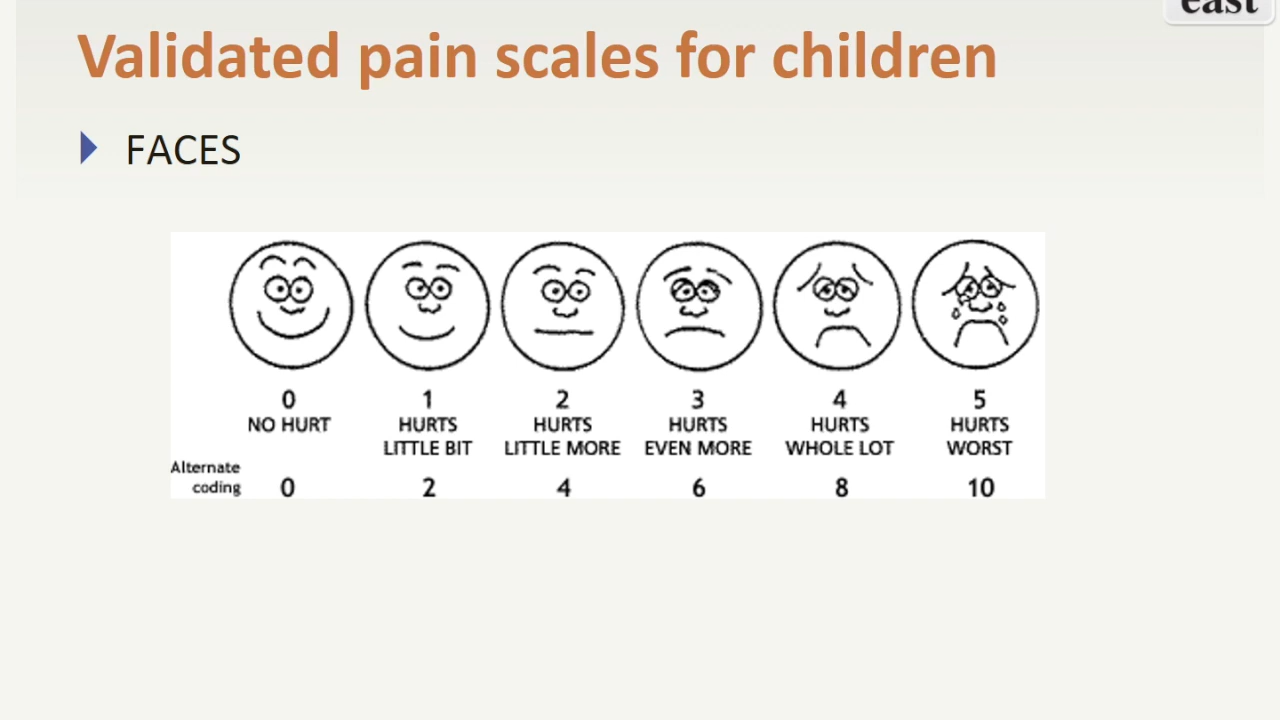 east
Validated pain scales for children
FACES
0 1 2 3 4 5
NO HURT HURTS HURTS HURTS HURTS HURTS
LITTLE BIT LITTLE MORE EVEN MORE WHOLE LOT WORST
Alternate
coding 0 2 4 6 8 10